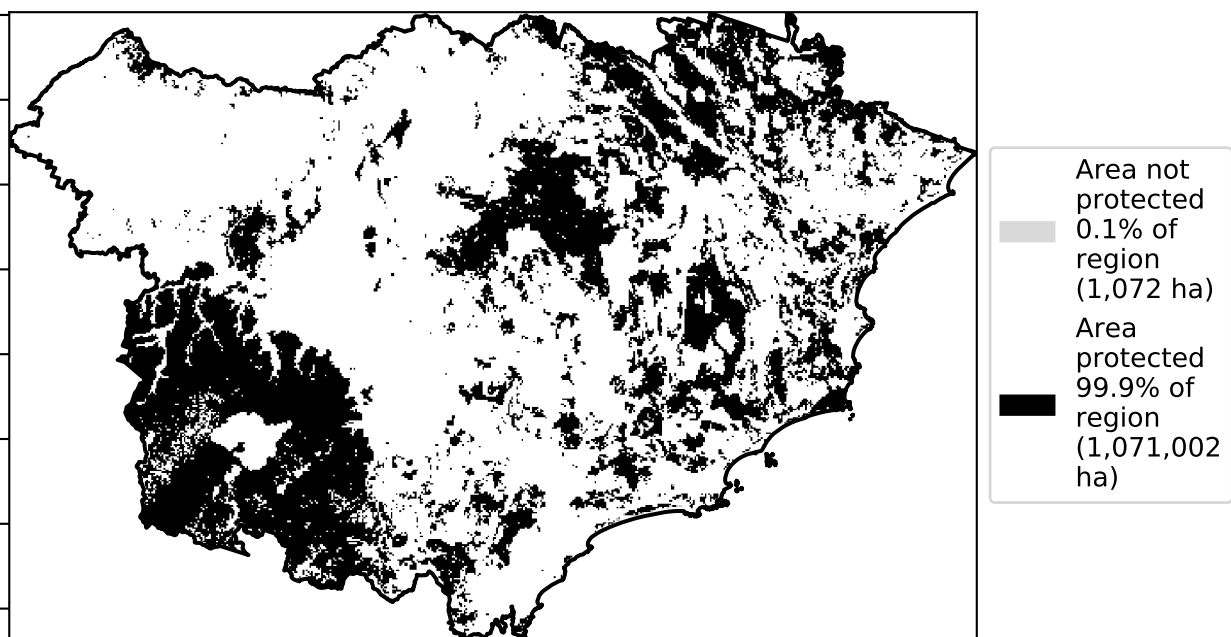 Area not
protected
0.1% of
region
(1,072 ha)
Area
protected
99.9% of
region
(1,071,002
ha)